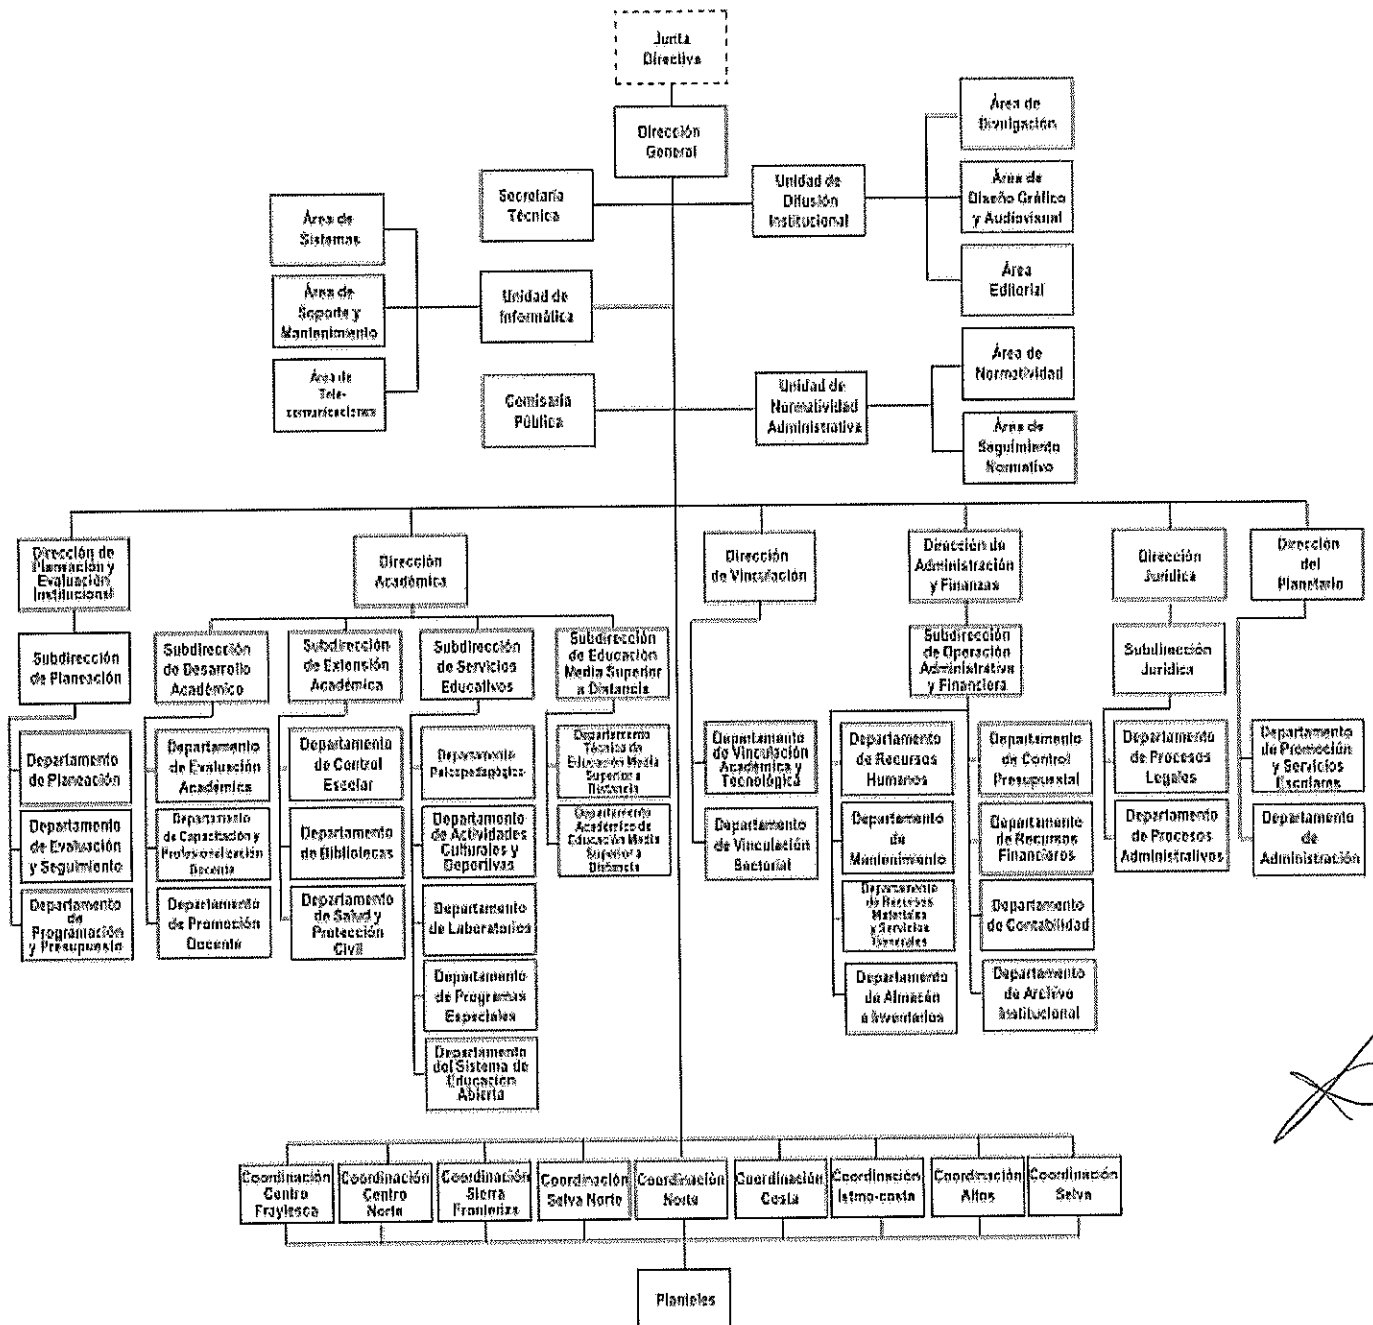 Junta
Directiva
Dirección
General
Secretaría
Técnica
Unidad de
Difusión
Institucional
Área de
Divulgación
Área de
Diseño Gráfico
y Audiovisual
Área
Editorial
Área de
Sistemas
Área de
Soporte y
Mantenimiento
Área de
Tele-
comunicaciones
Unidad de
Informática
Comisaría
Pública
Unidad de
Normatividad
Administrativa
Área de
Normatividad
Área de
Seguimiento
Normativo
Dirección de
Planeación y
Evaluación
Institucional
Dirección
Académica
Dirección
de Vinculación
Dirección de
Administración
y Finanzas
Dirección
Jurídica
Dirección
del
Planetario
Subdirección
de Planeación
Subdirección
de Desarrollo
Académico
Subdirección
de Extensión
Académica
Subdirección
de Servicios
Educativos
Subdirección
de Educación
Media Superior
a Distancia
Subdirección
de Operación
Administrativa
y Financiera
Subdirección
Jurídica
Departamento
de Planeación
Departamento
de Evaluación
y Seguimiento
Departamento
de
Programación
y Presupuesto
Departamento
de Evaluación
Académica
Departamento
de Capacitación y
Profesionalización
Docente
Departamento
de Promoción
Docente
Departamento
de Control
Escolar
Departamento
de Bibliotecas
Departamento
de Salud y
Protección
Civil
Departamento
Psicopedagógico
Departamento
de Actividades
Culturales y
Deportivas
Departamento
de Laboratorios
Departamento
de Programas
Especiales
Departamento
del Sistema de
Educación
Abierta
Departamento
Técnico de
Educación Media
Superior a
Distancia
Departamento
Académico de
Educación Media
Superior a
Distancia
Departamento
de Vinculación
Académica y
Tecnológica
Departamento
de Vinculación
Sectorial
Departamento
de Recursos
Humanos
Departamento
de
Mantenimiento
Departamento
de Recursos
Materiales
y Servicios
Generales
Departamento
de Almacén
e Inventarios
Departamento
de Control
Presupuestal
Departamento
de Recursos
Financieros
Departamento
de Contabilidad
Departamento
de Archivo
Institucional
Departamento
de Procesos
Legales
Departamento
de Procesos
Administrativos
Departamento
de Promoción
y Servicios
Escolares
Departamento
de
Administración
Coordinación
Centro
Fraylesca
Coordinación
Centro
Norte
Coordinación
Sierra
Fronteriza
Coordinación
Selva Norte
Coordinación
Norte
Coordinación
Costa
Coordinación
Istmo-costa
Coordinación
Altos
Coordinación
Selva
Planteles